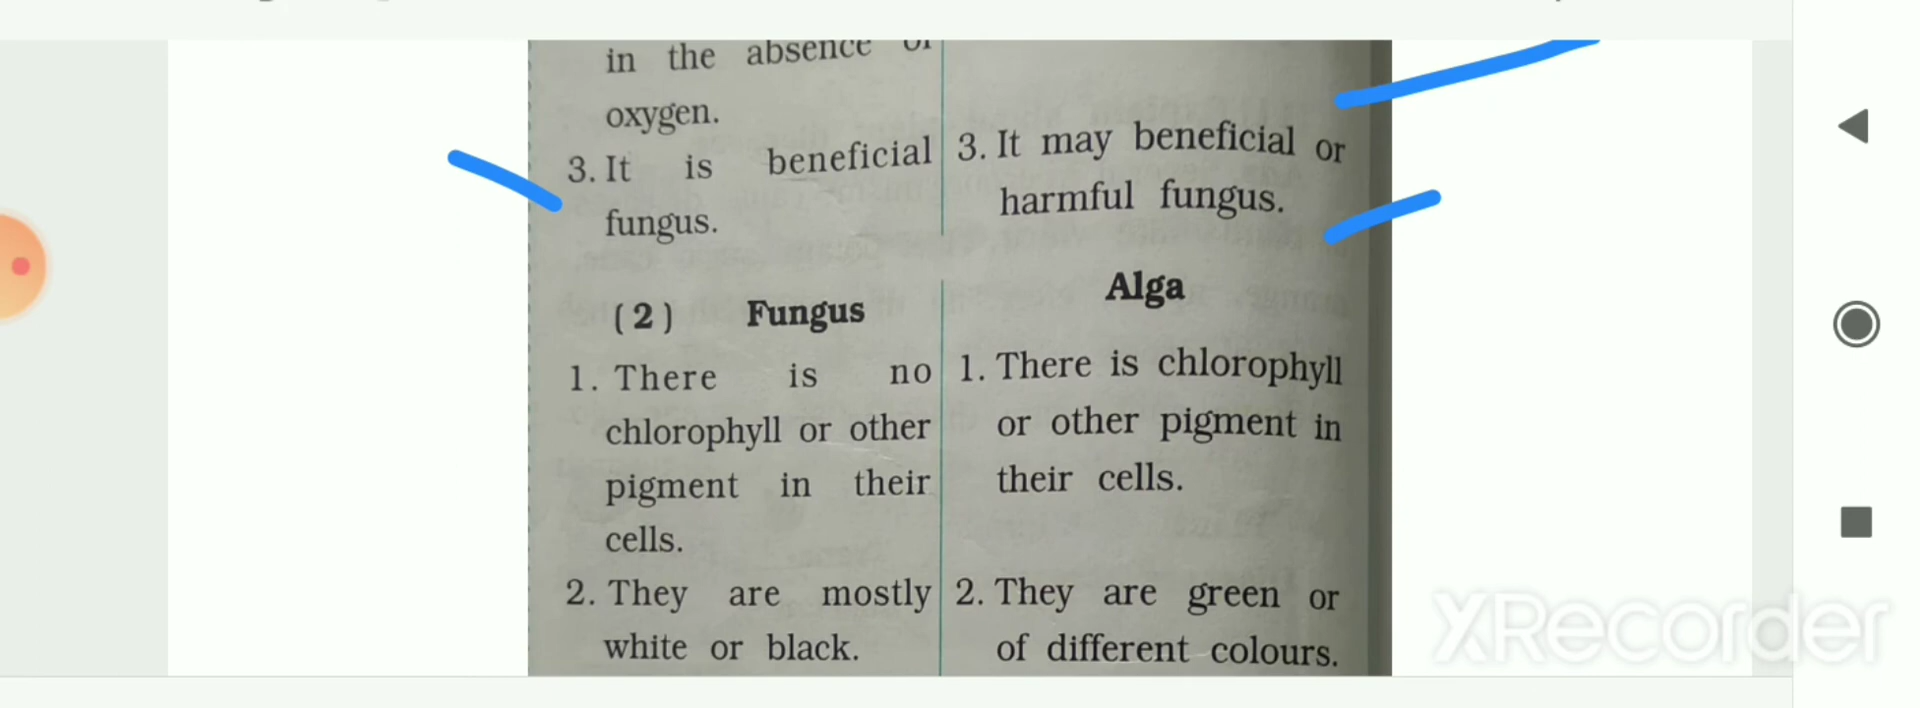 in the absence of
oxygen.
3. It is beneficial
fungus.
3. It may beneficial or
harmful fungus.
(2) Fungus
Alga
1. There is no
chlorophyll or other
pigment in their
cells.
1. There is chlorophyll
or other pigment in
their cells.
2. They are mostly
white or black.
2. They are green or
of different colours.
XRecorder